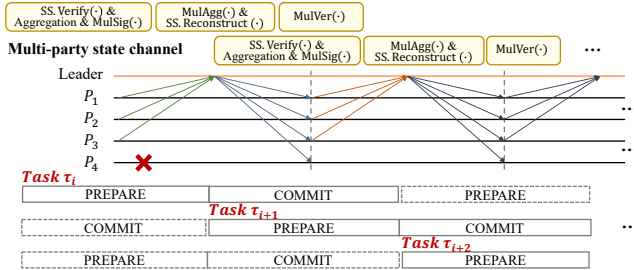 SS. Verify(·) &
Aggregation & MulSig(·)
MulAgg(·) &
SS. Reconstruct (·)
MulVer(·)
Multi-party state channel
SS. Verify(·) &
Aggregation & MulSig(·)
MulAgg(·) &
SS. Reconstruct (·)
MulVer(·)
...
Leader
P1
P2
P3
P4
Task τi
PREPARE
COMMIT
PREPARE
Task τi+1
COMMIT
PREPARE
COMMIT
Task τi+2
PREPARE
COMMIT
PREPARE